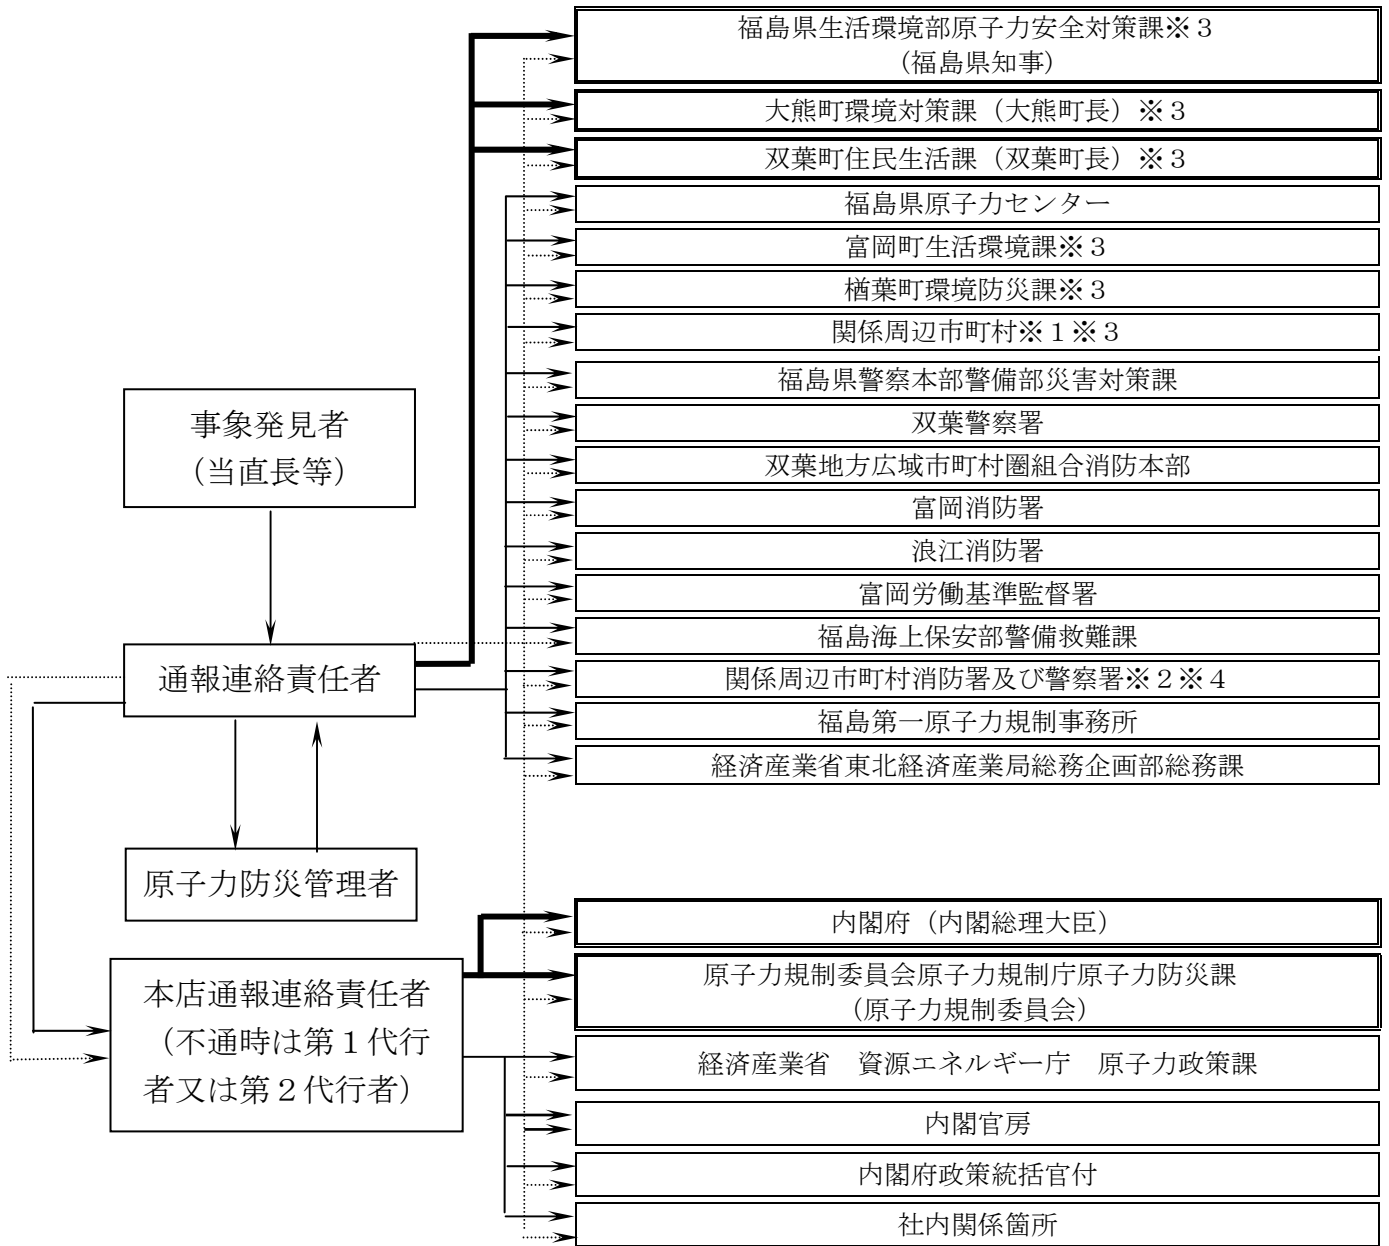 福島県生活環境部原子力安全対策課※３
（福島県知事）
大熊町環境対策課（大熊町長）※３
双葉町住民生活課（双葉町長）※３
福島県原子力センター
富岡町生活環境課※３
楢葉町環境防災課※３
関係周辺市町村※１※３
福島県警察本部警備部災害対策課
双葉警察署
双葉地方広域市町村圏組合消防本部
富岡消防署
浪江消防署
富岡労働基準監督署
福島海上保安部警備救難課
関係周辺市町村消防署及び警察署※２※４
福島第一原子力規制事務所
経済産業省東北経済産業局総務企画部総務課
事象発見者
（当直長等）
通報連絡責任者
原子力防災管理者
本店通報連絡責任者
（不通時は第１代行
者又は第２代行者）
内閣府（内閣総理大臣）
原子力規制委員会原子力規制庁原子力防災課
（原子力規制委員会）
経済産業省　資源エネルギー庁　原子力政策課
内閣官房
内閣府政策統括官付
社内関係箇所